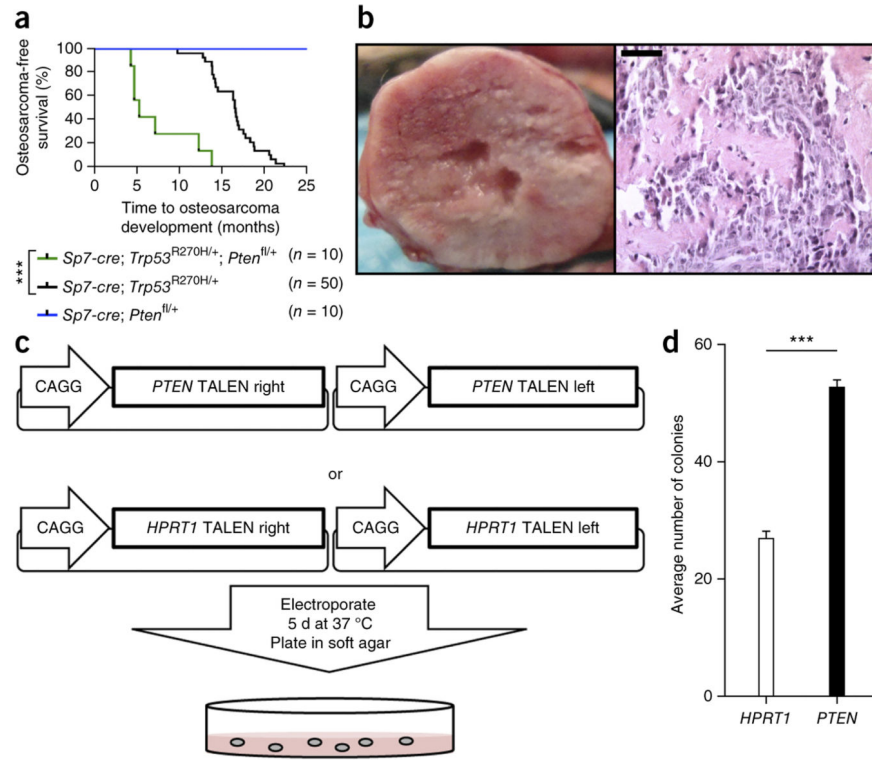 a
Osteosarcoma-free
survival (%)
100
80
60
40
20
0
0 5 10 15 20 25
Time to osteosarcoma
development (months)
***
Sp7-cre; Trp53R270H/+; Ptenfl/+ (n = 10)
Sp7-cre; Trp53R270H/+ (n = 50)
Sp7-cre; Ptenfl/+ (n = 10)
b
c
CAGG PTEN TALEN right CAGG PTEN TALEN left
or
CAGG HPRT1 TALEN right CAGG HPRT1 TALEN left
Electroporate
5 d at 37 °C
Plate in soft agar
d
Average number of colonies
60
40
20
0
***
HPRT1 PTEN